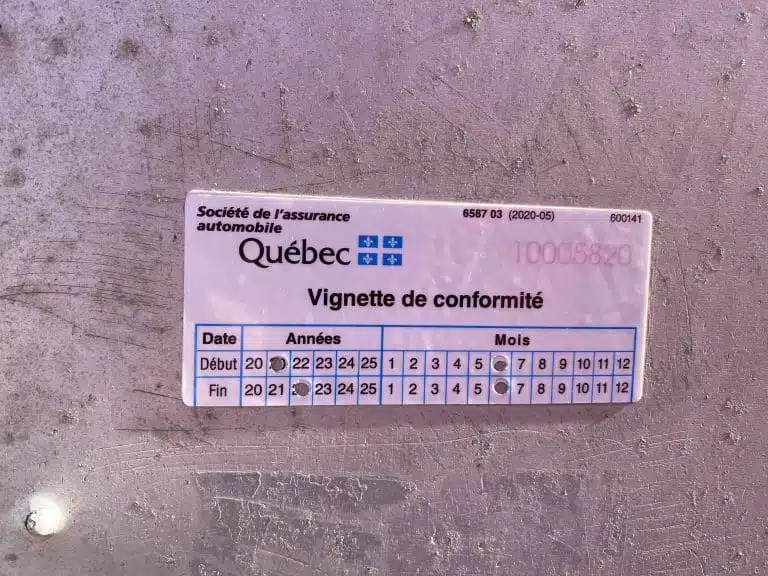 Société de l'assurance
automobile
6587 03 (2020-05)
600141
Québec
10005820
Vignette de conformité
Date Années Mois
Début 20 22 23 24 25 1 2 3 4 5 7 8 9 10 11 12
Fin 20 21 23 24 25 1 2 3 4 5 7 8 9 10 11 12